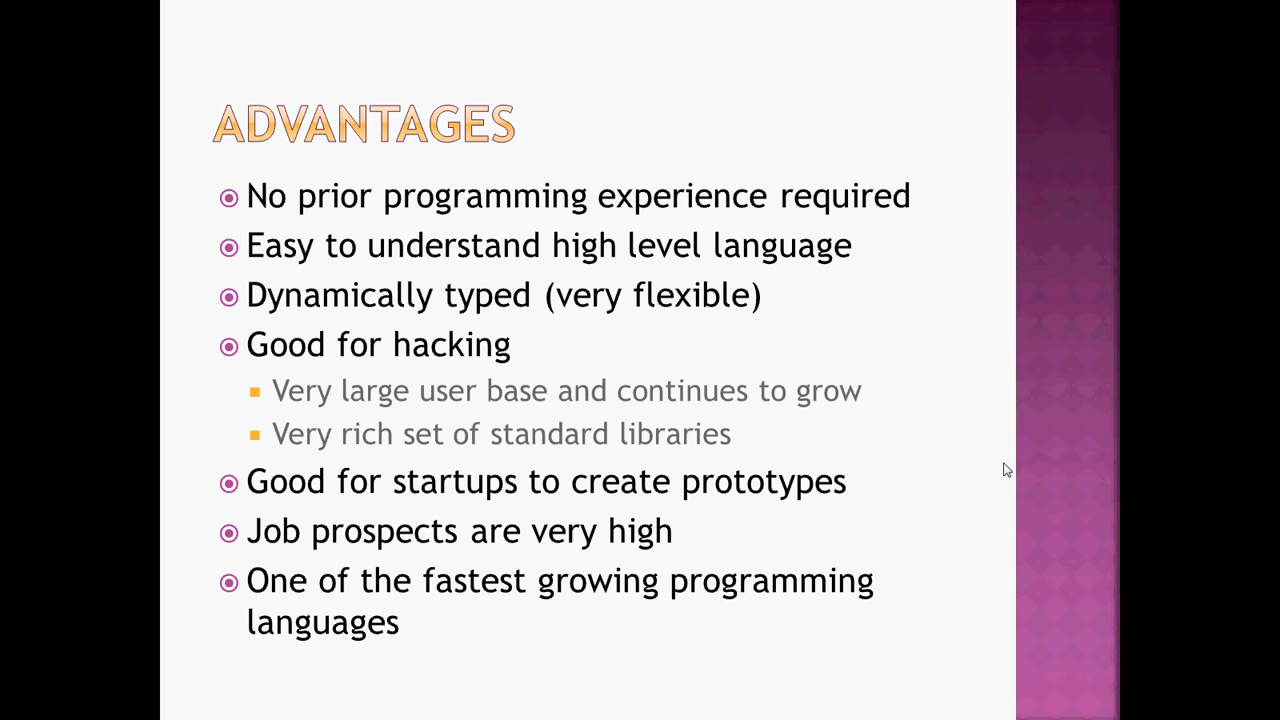 ADVANTAGES
No prior programming experience required
Easy to understand high level language
Dynamically typed (very flexible)
Good for hacking
Very large user base and continues to grow
Very rich set of standard libraries
Good for startups to create prototypes
Job prospects are very high
One of the fastest growing programming
languages